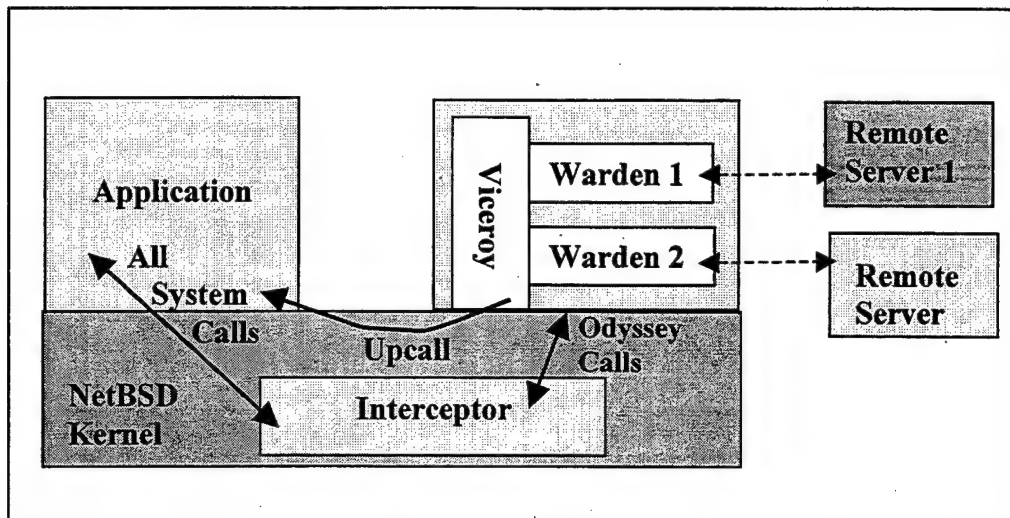 Application
All
System
Calls
Viceroy
Warden 1
Warden 2
Remote
Server 1
Remote
Server
Upcall
Odyssey
Calls
NetBSD
Kernel
Interceptor